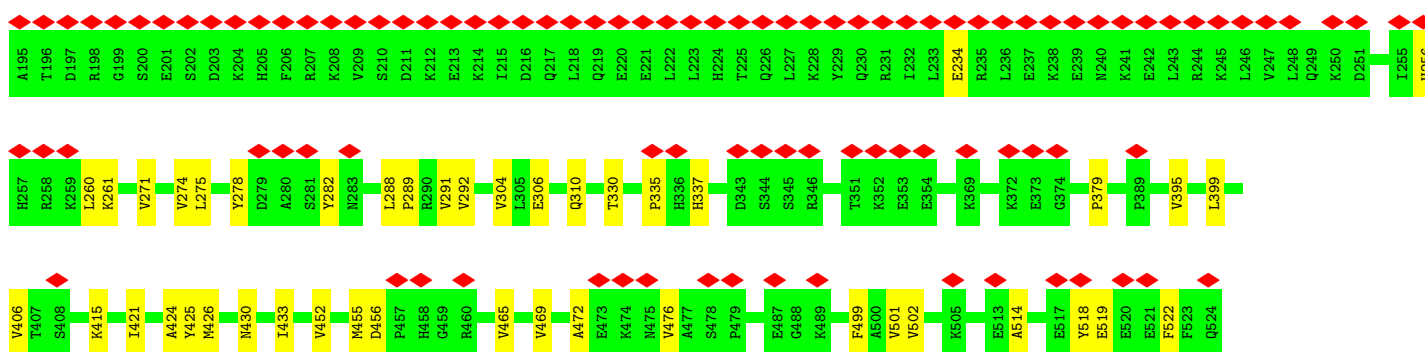 A195 T196 D197 R198 G199 S200 E201 S202 D203 K204 H205 F206 R207 K208 V209 S210 D211 K212 E213 K214 I215 D216 Q217 L218 Q219 E220 E221 L222 L223 H224 T225 Q226 L227 K228 Y229 Q230 R231 I232 L233 E234 R235 L236 E237 K238 E239 N240 K241 E242 L243 R244 K245 L246 V247 L248 Q249 K250 D251 I255 H256
H257 R258 K259 L260 K261 V271 V274 L275 Y278 D279 A280 S281 Y282 N283 L288 P289 R290 V291 V292 V304 L305 E306 Q310 T330 P335 H336 H337 D343 S344 S345 R346 T351 K352 E353 E354 K369 K372 E373 G374 P379 P389 V395 L399
V406 T407 S408 K415 I421 A424 Y425 M426 N430 I433 V452 M455 D456 P457 H458 G459 R460 V465 V469 A472 E473 K474 N475 V476 A477 S478 P479 E487 G488 K489 F499 A500 V501 V502 K505 E513 A514 E517 Y518 E519 E520 E521 F522 F523 Q524